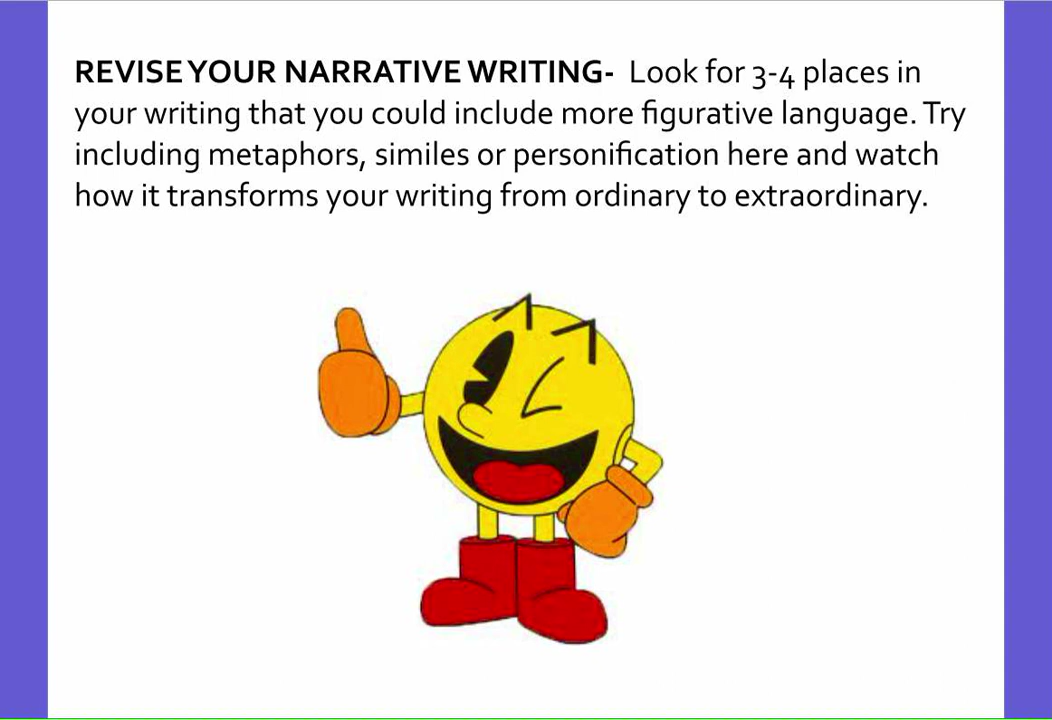 REVISE YOUR NARRATIVE WRITING- Look for 3-4 places in
your writing that you could include more figurative language. Try
including metaphors, similes or personification here and watch
how it transforms your writing from ordinary to extraordinary.